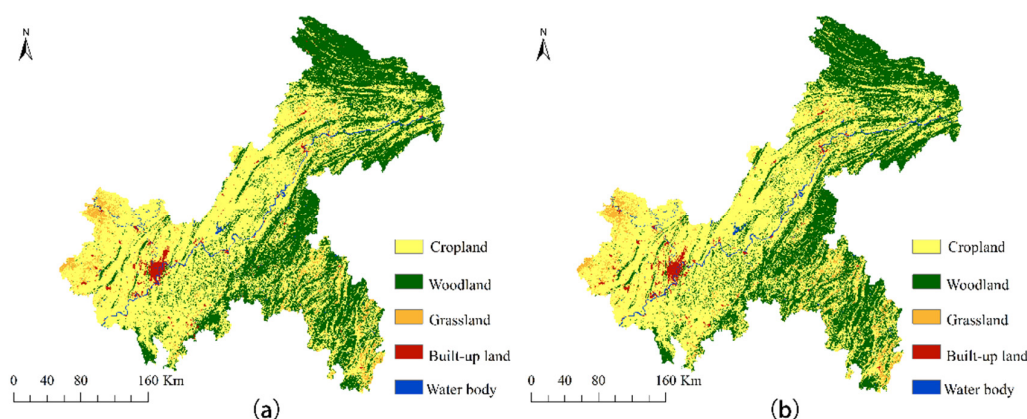 N
Cropland
Woodland
Grassland
Built-up land
Water body
0 40 80 160 Km
(a)
N
Cropland
Woodland
Grassland
Built-up land
Water body
0 40 80 160 Km
(b)